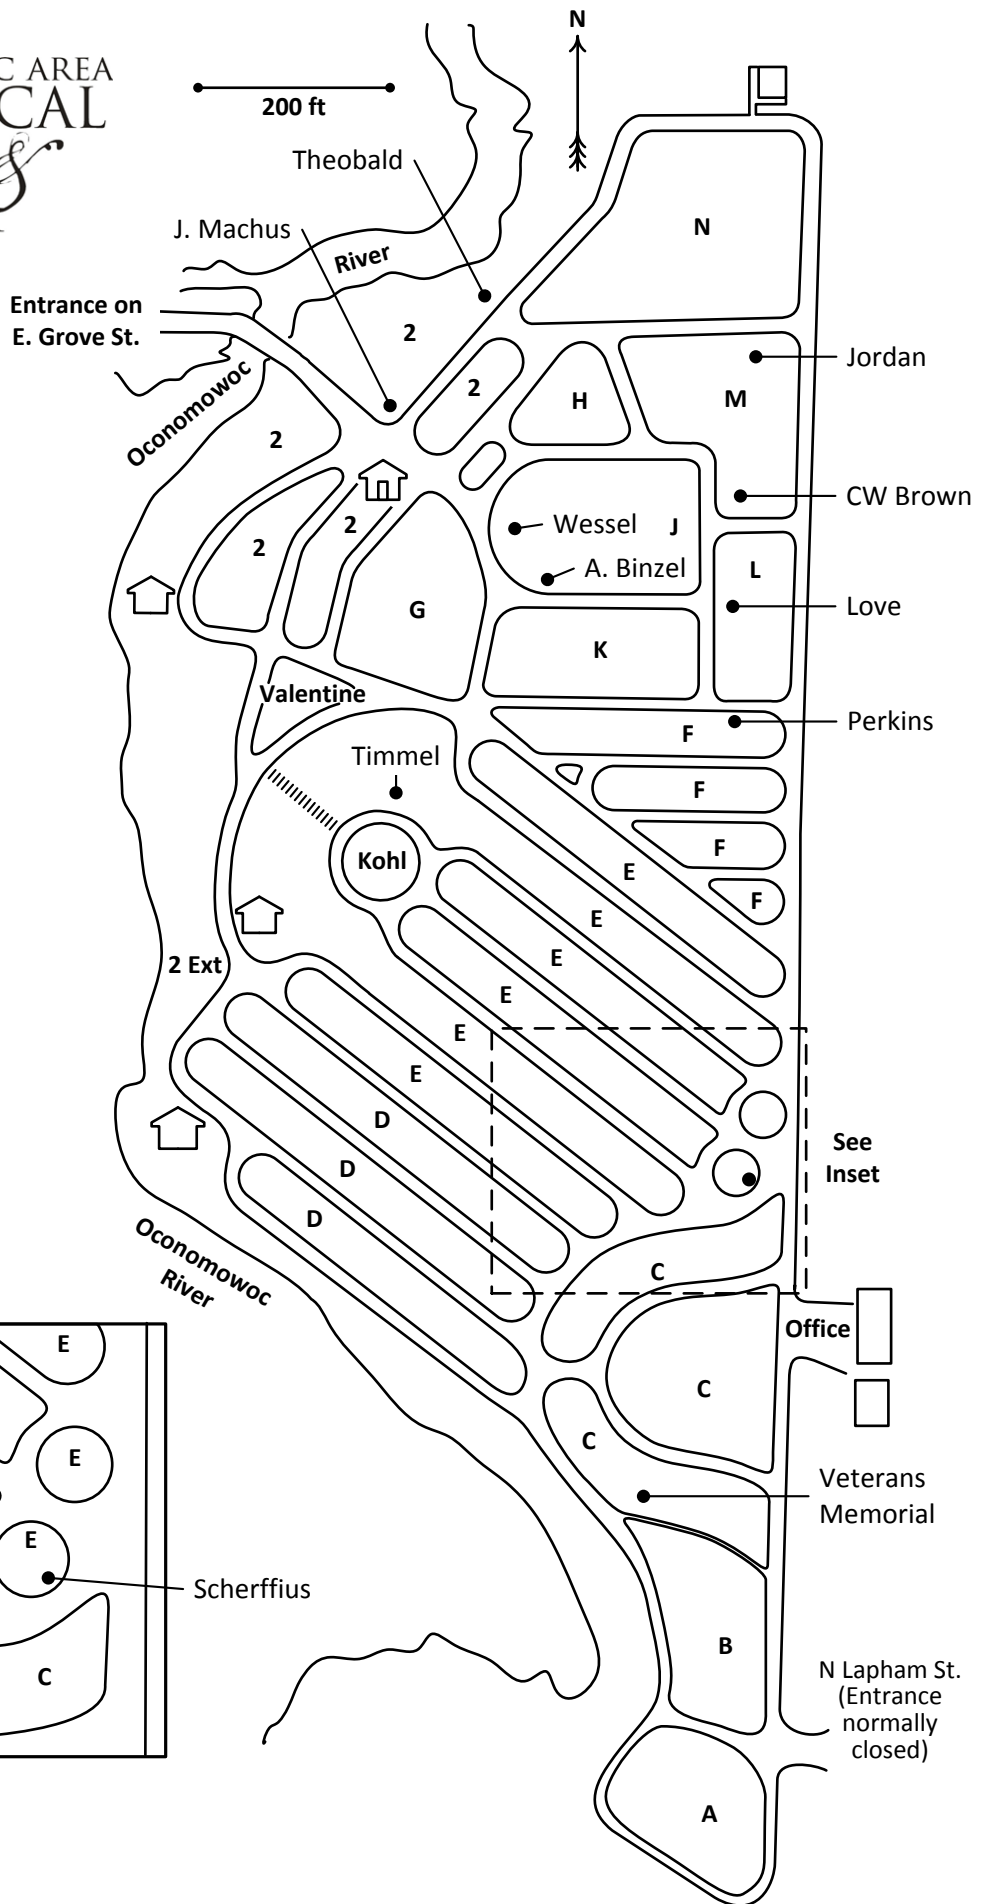 C AREA
CAL
&
N
200 ft
Theobald
J. Machus
River
N
Entrance on
E. Grove St.
2
Jordan
2
H
M
Oconomowoc
2
CW Brown
2
Wessel
J
2
A. Binzel
L
G
Love
K
Valentine
Perkins
F
Timmel
F
F
Kohl
E
F
E
E
2 Ext
E
E
E
D
D
See
Inset
D
Oconomowoc
River
C
Office
E
C
C
E
Veterans
Memorial
E
Scherffius
C
B
N Lapham St.
(Entrance
normally
closed)
A